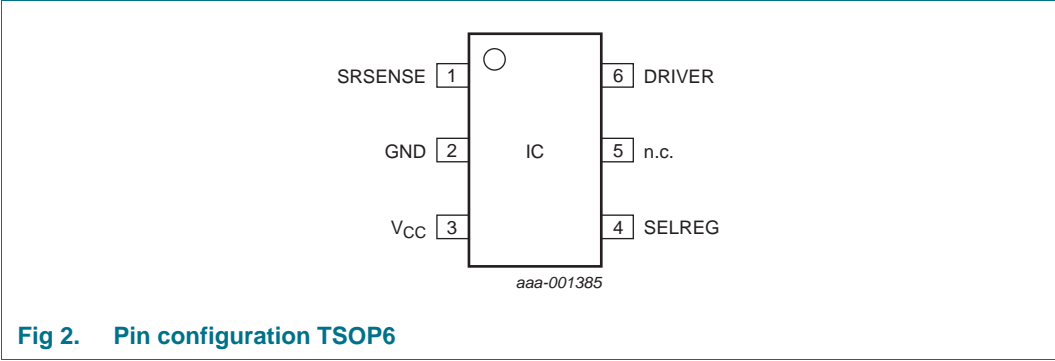 SRSENSE 1 6 DRIVER
GND 2 IC 5 n.c.
VCC 3 4 SELREG
aaa-001385
Fig 2. Pin configuration TSOP6